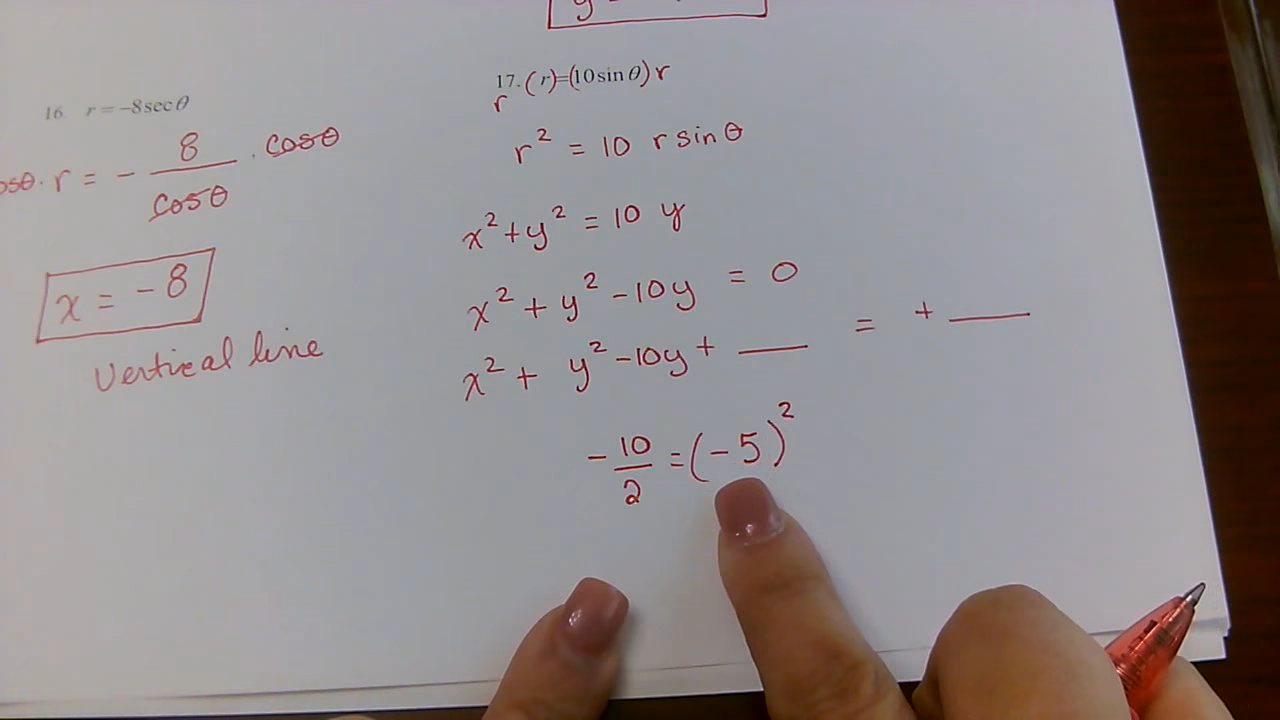 16. r = -8 sec θ
r = - 8/cosθ · cosθ
x = -8
Vertical line
17. r (r) = (10 sin θ) r
r² = 10 r sin θ
x² + y² = 10 y
x² + y² - 10y = 0
x² + y² - 10y + ___ = + ___
- 10/2 = (-5)²